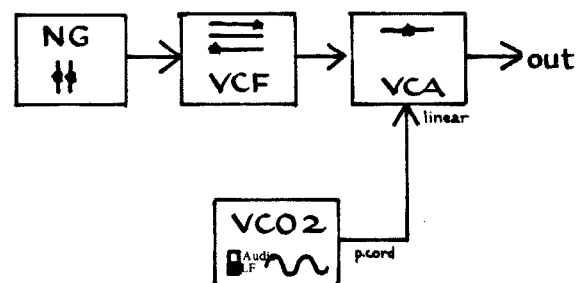 NG
VCF
VCA
out
linear
VCO2
Audio
LF
p.cord